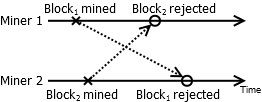 Block₁ mined Block₂ rejected
Miner 1
Miner 2
Time
Block₂ mined Block₁ rejected